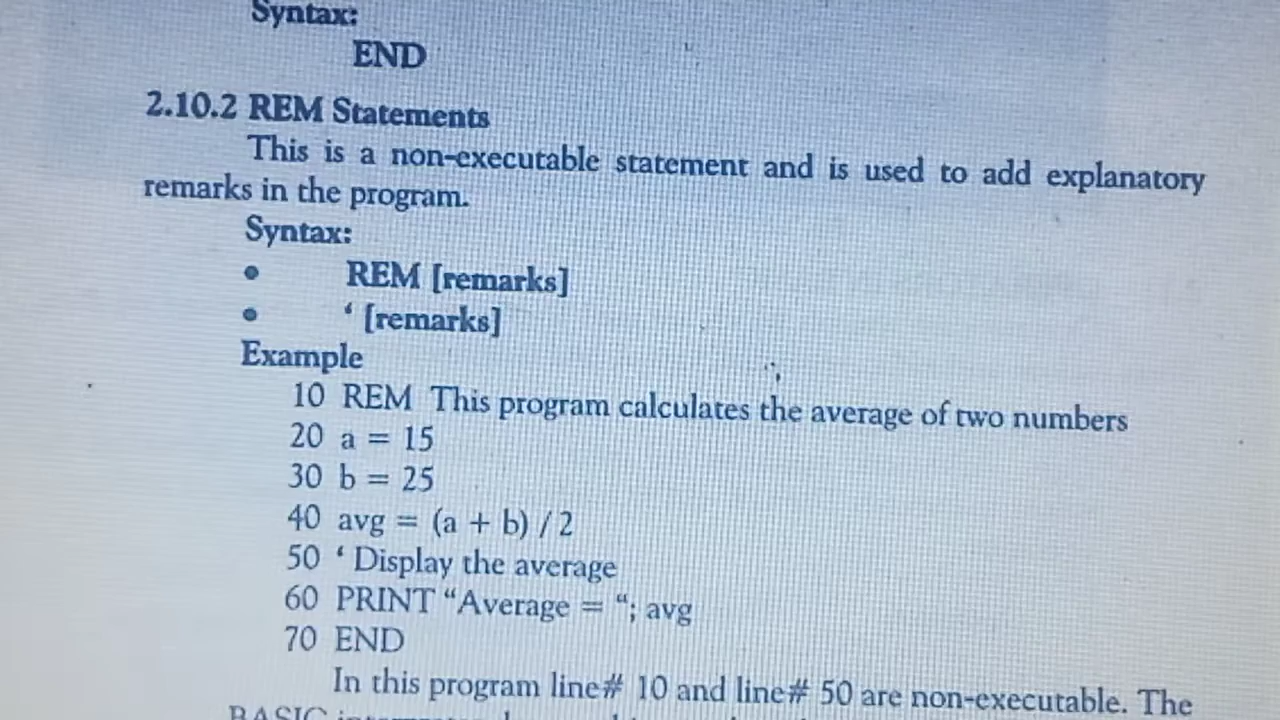 Syntax:
END
2.10.2 REM Statements
This is a non-executable statement and is used to add explanatory
remarks in the program.
Syntax:
• REM [remarks]
• ‘ [remarks]
Example
10 REM This program calculates the average of two numbers
20 a = 15
30 b = 25
40 avg = (a + b) / 2
50 ‘ Display the average
60 PRINT “Average = “; avg
70 END
In this program line# 10 and line# 50 are non-executable. The
BASIC